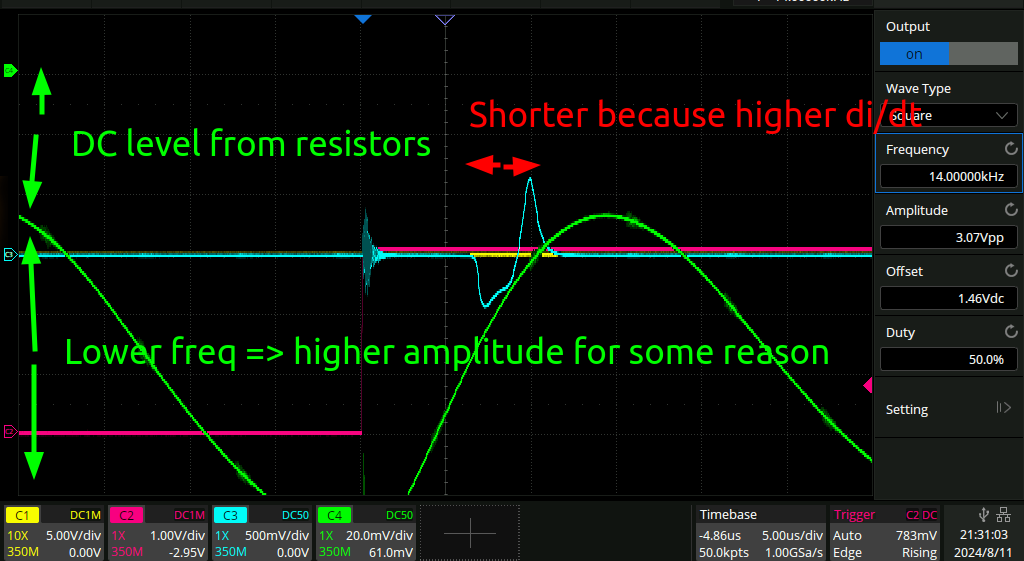 Output
on
DC level from resistors
Shorter because higher di/dt
Wave Type
Square
Frequency
14.00000kHz
Amplitude
3.07Vpp
Offset
1.46Vdc
Lower freq => higher amplitude for some reason
Duty
50.0%
Setting
C1 DC1M
10X 5.00V/div
350M 0.00V
C2 DC1M
1X 1.00V/div
350M -2.95V
C3 DC50
1X 500mV/div
350M 0.00V
C4 DC50
1X 20.0mV/div
350M 61.0mV
Timebase
-4.86us 5.00us/div
50.0kpts 1.00GSa/s
Trigger C2 DC
Auto 783mV
Edge Rising
21:31:03
2024/8/11